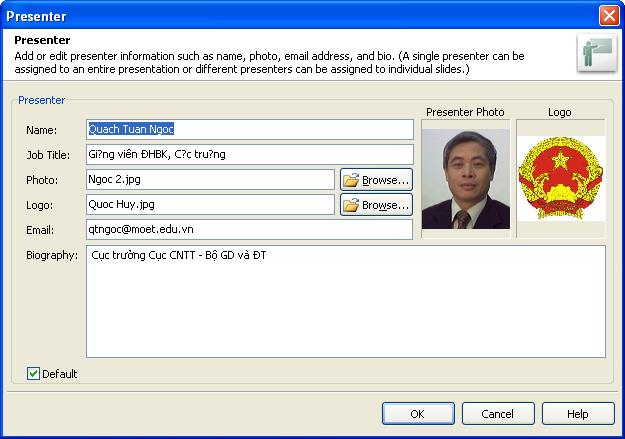 Presenter
Presenter
Add or edit presenter information such as name, photo, email address, and bio. (A single presenter can be
assigned to an entire presentation or different presenters can be assigned to individual slides.)
Presenter
Presenter Photo
Logo
Name:
Quach Tuan Ngoc
Job Title:
Gi?ng viên ĐHBK, C?c tru?ng
Photo:
Ngoc 2.jpg
Browse...
Logo:
Quoc Huy.jpg
Browse...
Email:
qtngoc@moet.edu.vn
Biography:
Cục trưởng Cục CNTT - Bộ GD và ĐT
Default
OK
Cancel
Help